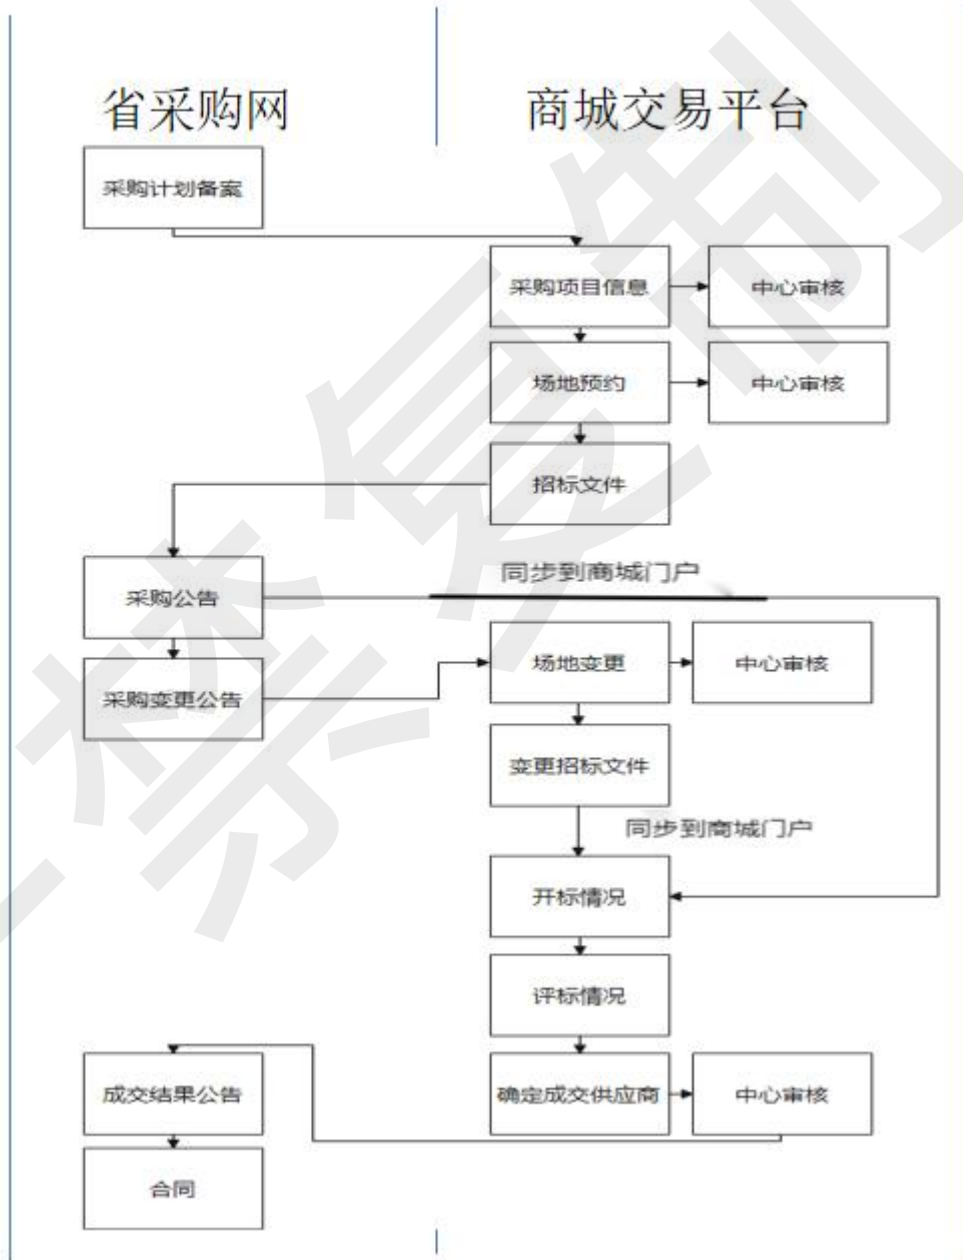 省采购网
商城交易平台
采购计划备案
采购项目信息
中心审核
场地预约
中心审核
招标文件
同步到商城门户
采购公告
场地变更
中心审核
采购变更公告
变更招标文件
同步到商城门户
开标情况
评标情况
成交结果公告
确定成交供应商
中心审核
合同
禁复制